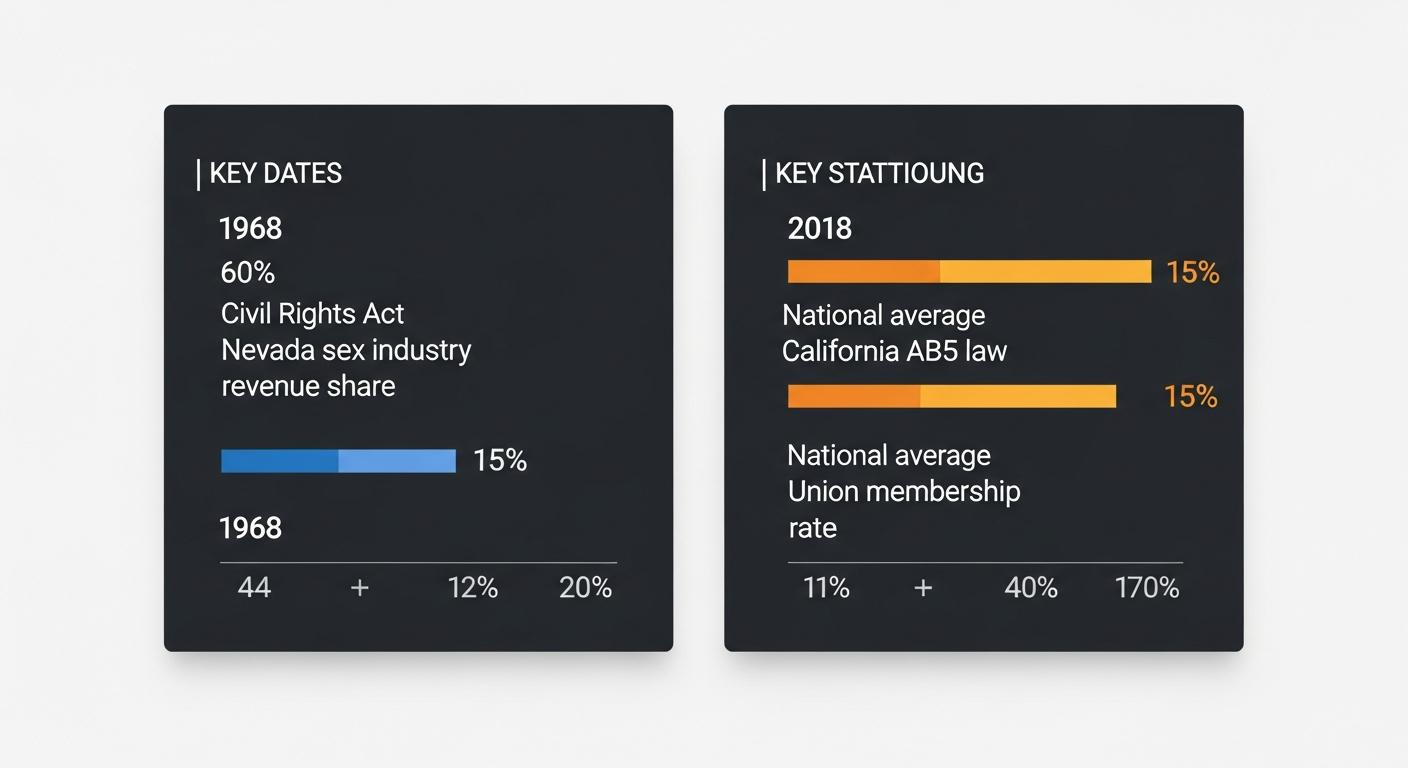 KEY DATES
1968
60%
Civil Rights Act
Nevada sex industry
revenue share
15%
1968
44 + 12% 20%
KEY STATTIOUNG
2018
15%
National average
California AB5 law
15%
National average
Union membership
rate
11% + 40% 170%